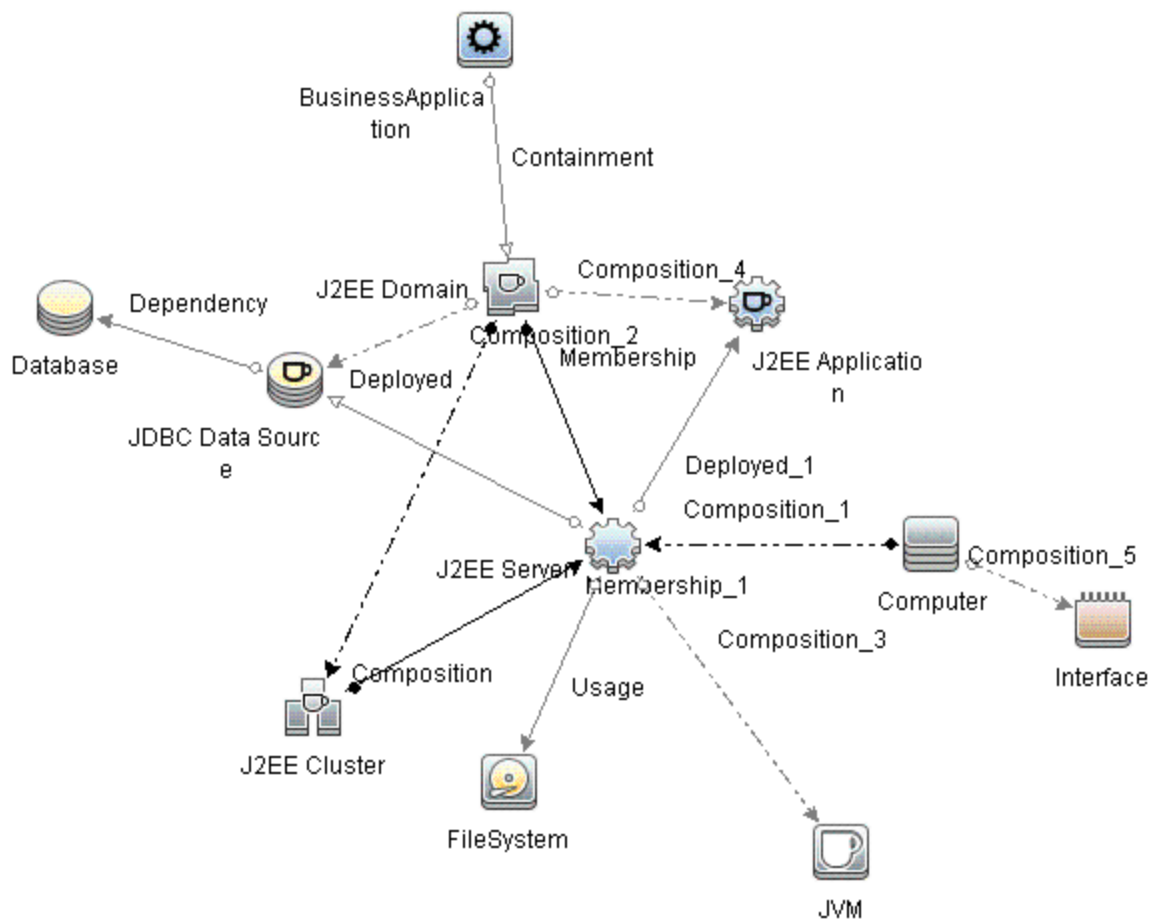 BusinessApplica
tion
Containment
Composition_4
J2EE Domain
Dependency
Composition_2
Membership
Database
J2EE Applicatio
n
Deployed
JDBC Data Sourc
e
Deployed_1
Composition_1
Composition_5
J2EE Server
Membership_1
Computer
Composition_3
Composition
Interface
Usage
J2EE Cluster
FileSystem
JVM